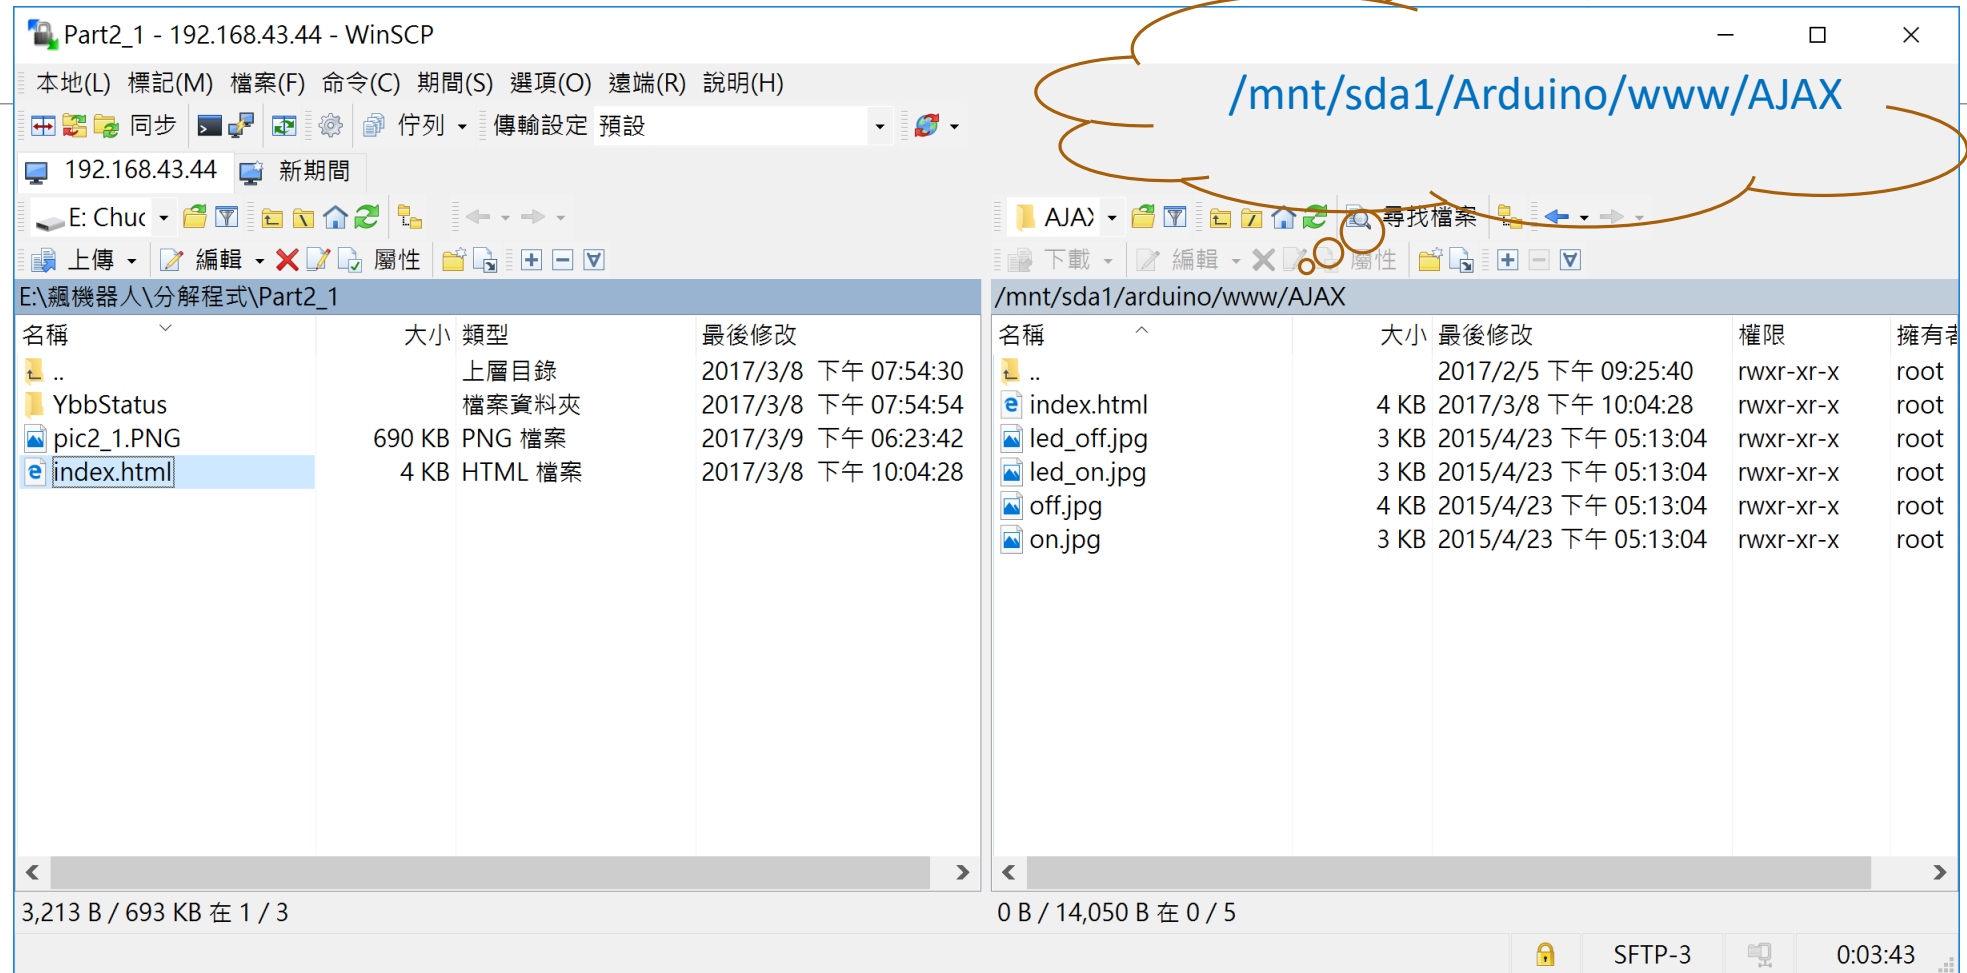 Part2_1 - 192.168.43.44 - WinSCP
/mnt/sda1/Arduino/www/AJAX
本地(L) 標記(M) 檔案(F) 命令(C) 期間(S) 選項(O) 遠端(R) 說明(H)
同步 佇列 傳輸設定 預設
192.168.43.44 新期間
E: Chuc
AJAX 尋找檔案
上傳 編輯 屬性
下載 編輯 屬性
E:\飆機器人\分解程式\Part2_1
名稱 大小 類型 最後修改
.. 上層目錄 2017/3/8 下午 07:54:30
YbbStatus 檔案資料夾 2017/3/8 下午 07:54:54
pic2_1.PNG 690 KB PNG 檔案 2017/3/9 下午 06:23:42
index.html 4 KB HTML 檔案 2017/3/8 下午 10:04:28
3,213 B / 693 KB 在 1 / 3
/mnt/sda1/arduino/www/AJAX
名稱 大小 最後修改 權限 擁有者
.. 2017/2/5 下午 09:25:40 rwxr-xr-x root
index.html 4 KB 2017/3/8 下午 10:04:28 rwxr-xr-x root
led_off.jpg 3 KB 2015/4/23 下午 05:13:04 rwxr-xr-x root
led_on.jpg 3 KB 2015/4/23 下午 05:13:04 rwxr-xr-x root
off.jpg 4 KB 2015/4/23 下午 05:13:04 rwxr-xr-x root
on.jpg 3 KB 2015/4/23 下午 05:13:04 rwxr-xr-x root
0 B / 14,050 B 在 0 / 5
SFTP-3 0:03:43